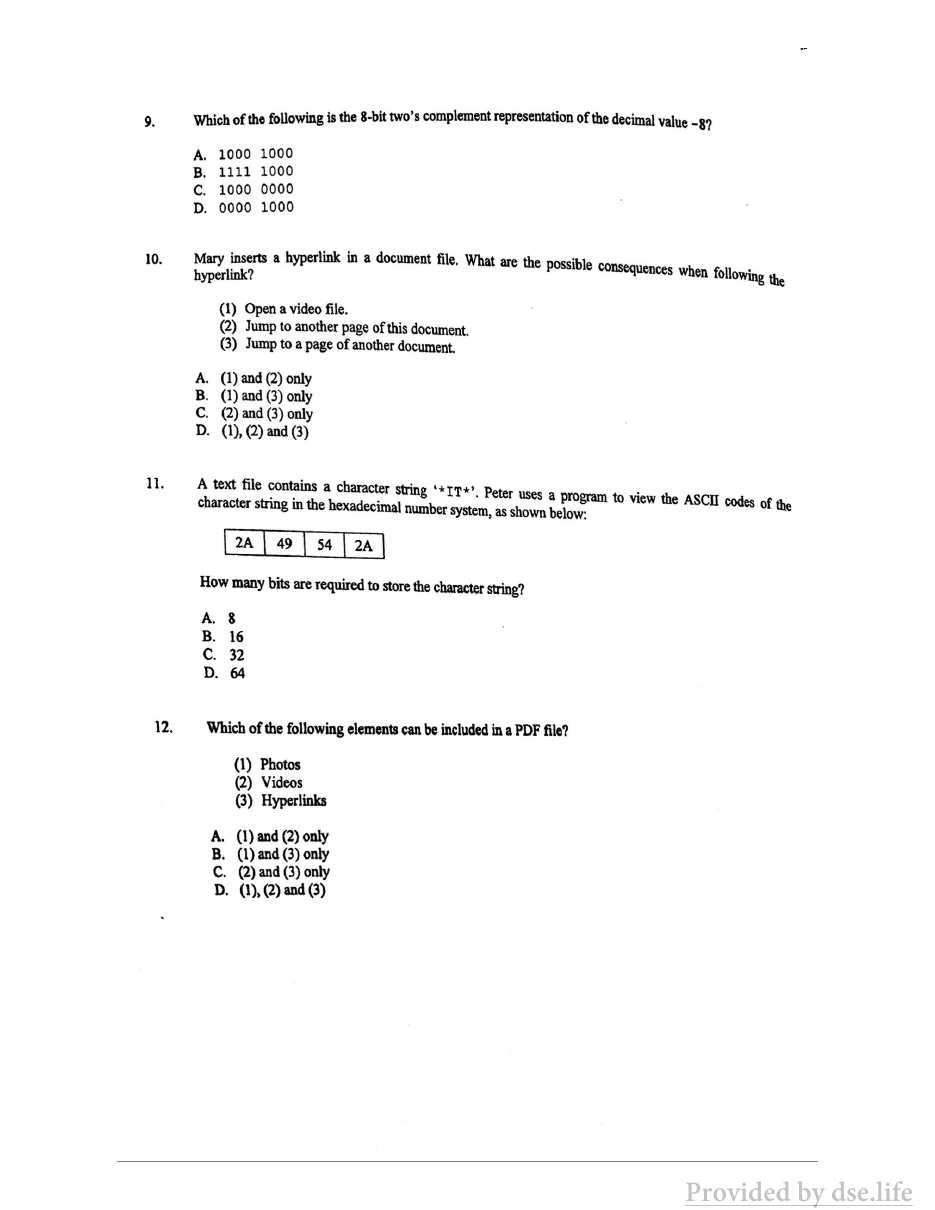 9. Which of the following is the 8-bit two's complement representation of the decimal value –8?
A. 1000 1000
B. 1111 1000
C. 1000 0000
D. 0000 1000
10. Mary inserts a hyperlink in a document file. What are the possible consequences when following the
hyperlink?
(1) Open a video file.
(2) Jump to another page of this document.
(3) Jump to a page of another document.
A. (1) and (2) only
B. (1) and (3) only
C. (2) and (3) only
D. (1), (2) and (3)
11. A text file contains a character string '*IT*'. Peter uses a program to view the ASCII codes of the
character string in the hexadecimal number system, as shown below:
2A 49 54 2A
How many bits are required to store the character string?
A. 8
B. 16
C. 32
D. 64
12. Which of the following elements can be included in a PDF file?
(1) Photos
(2) Videos
(3) Hyperlinks
A. (1) and (2) only
B. (1) and (3) only
C. (2) and (3) only
D. (1), (2) and (3)
Provided by dse.life